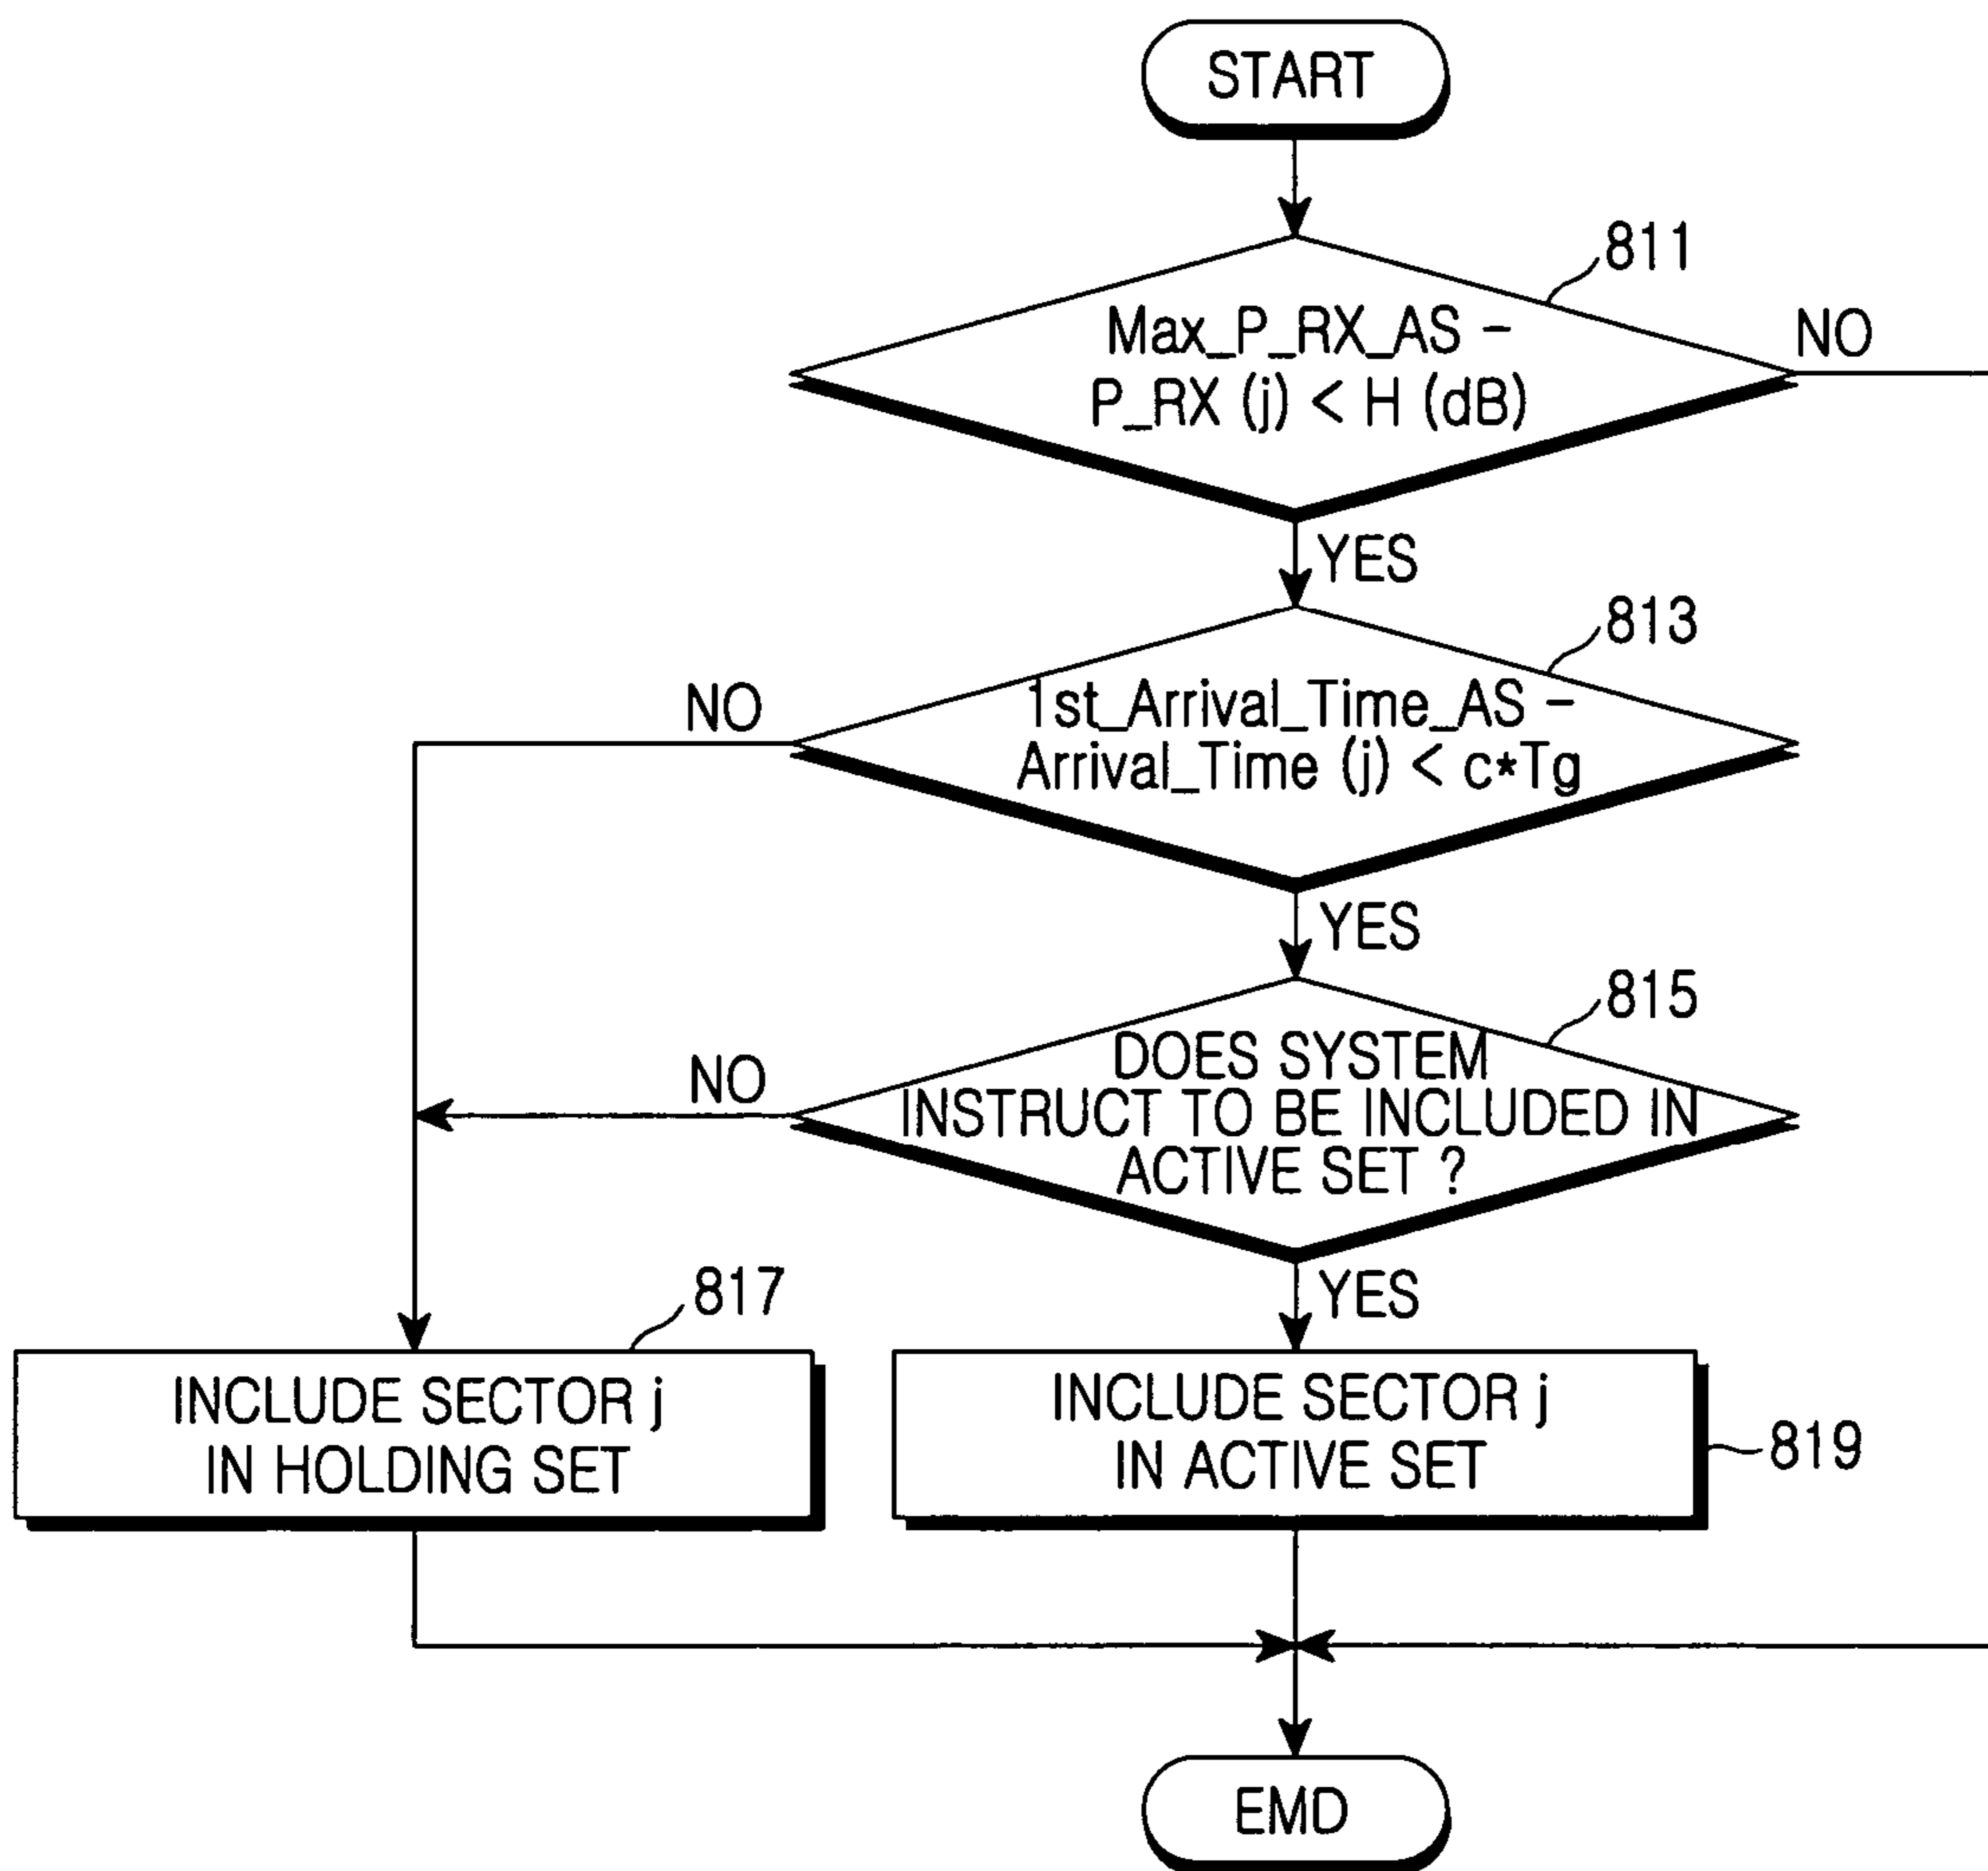 START
811
Max_P_RX_AS -
P_RX (j) < H (dB)
NO
YES
813
1st_Arrival_Time_AS -
Arrival_Time (j) < c*Tg
NO
YES
815
DOES SYSTEM
INSTRUCT TO BE INCLUDED IN
ACTIVE SET ?
NO
YES
817
INCLUDE SECTOR j
IN HOLDING SET
INCLUDE SECTOR j
IN ACTIVE SET
819
EMD